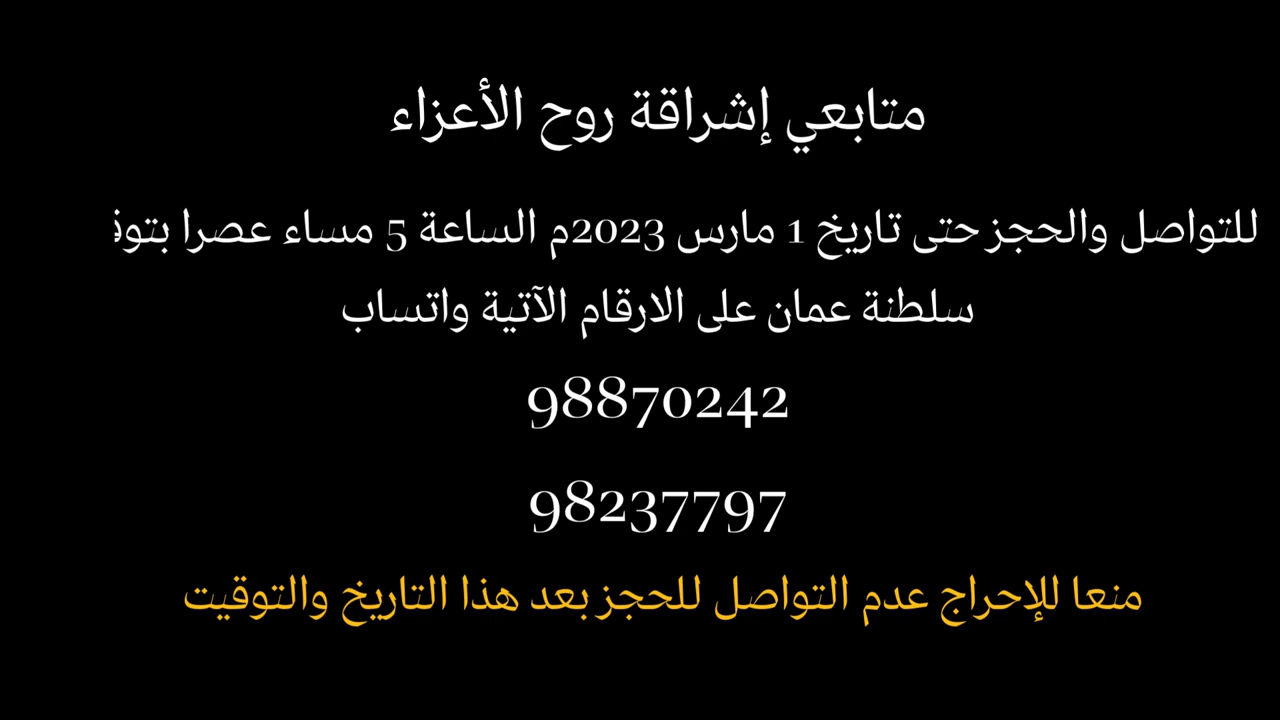 متابعي إشراقة روح الأعزاء
للتواصل والحجز حتى تاريخ 1 مارس 2023م الساعة 5 مساء عصرا
سلطنة عمان على الارقام الآتية واتساب
98870242
98237797
منعا للإحراج عدم التواصل للحجز بعد هذا التاريخ والتوقيت